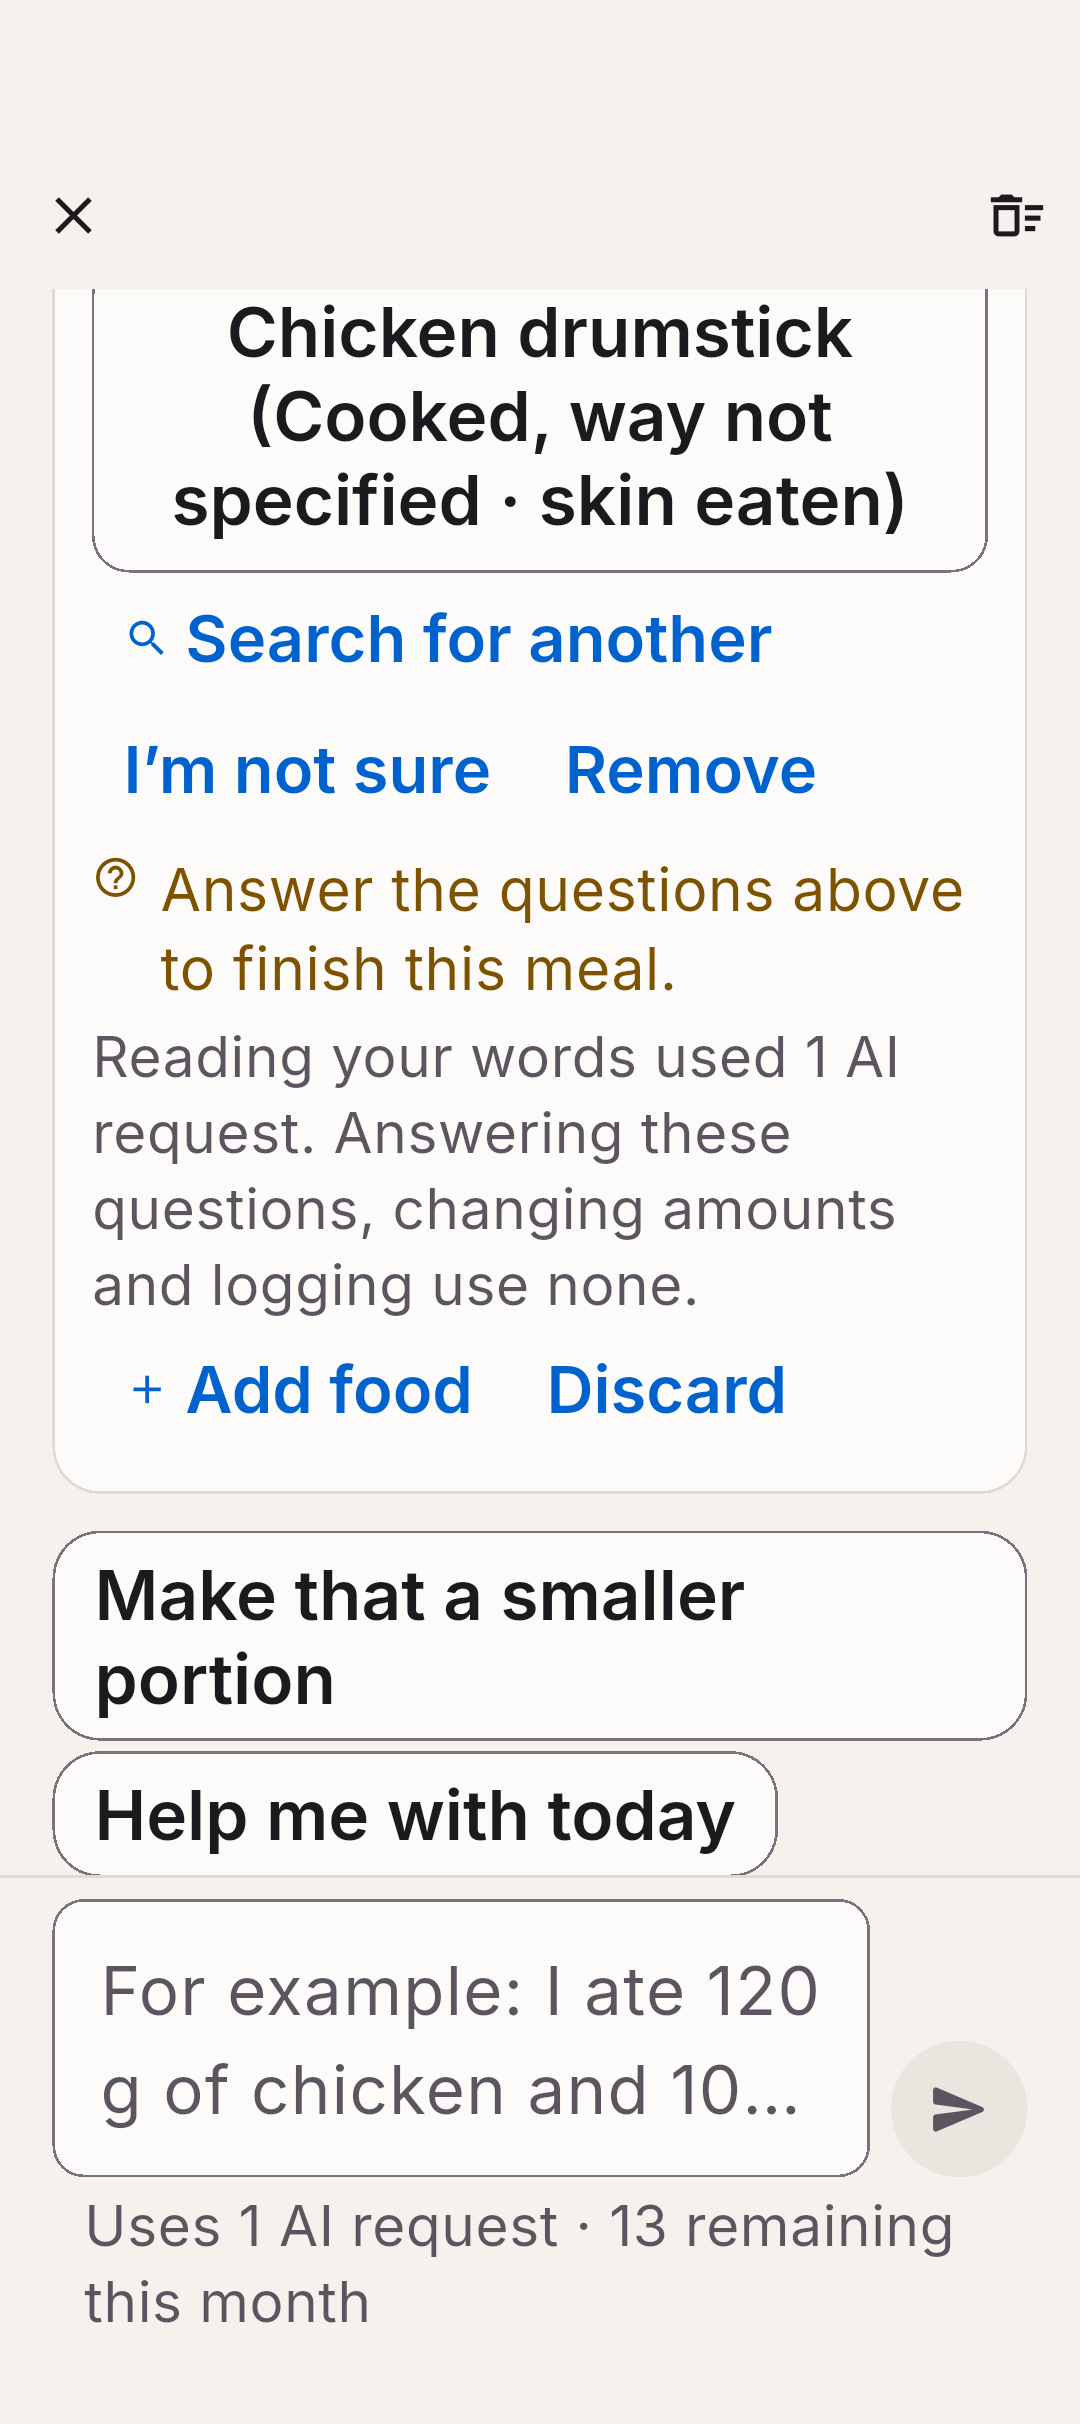 Chicken drumstick
(Cooked, way not
specified · skin eaten)
Search for another
I’m not sure Remove
Answer the questions above
to finish this meal.
Reading your words used 1 AI
request. Answering these
questions, changing amounts
and logging use none.
+ Add food Discard
Make that a smaller
portion
Help me with today
For example: I ate 120
g of chicken and 10...
Uses 1 AI request · 13 remaining
this month